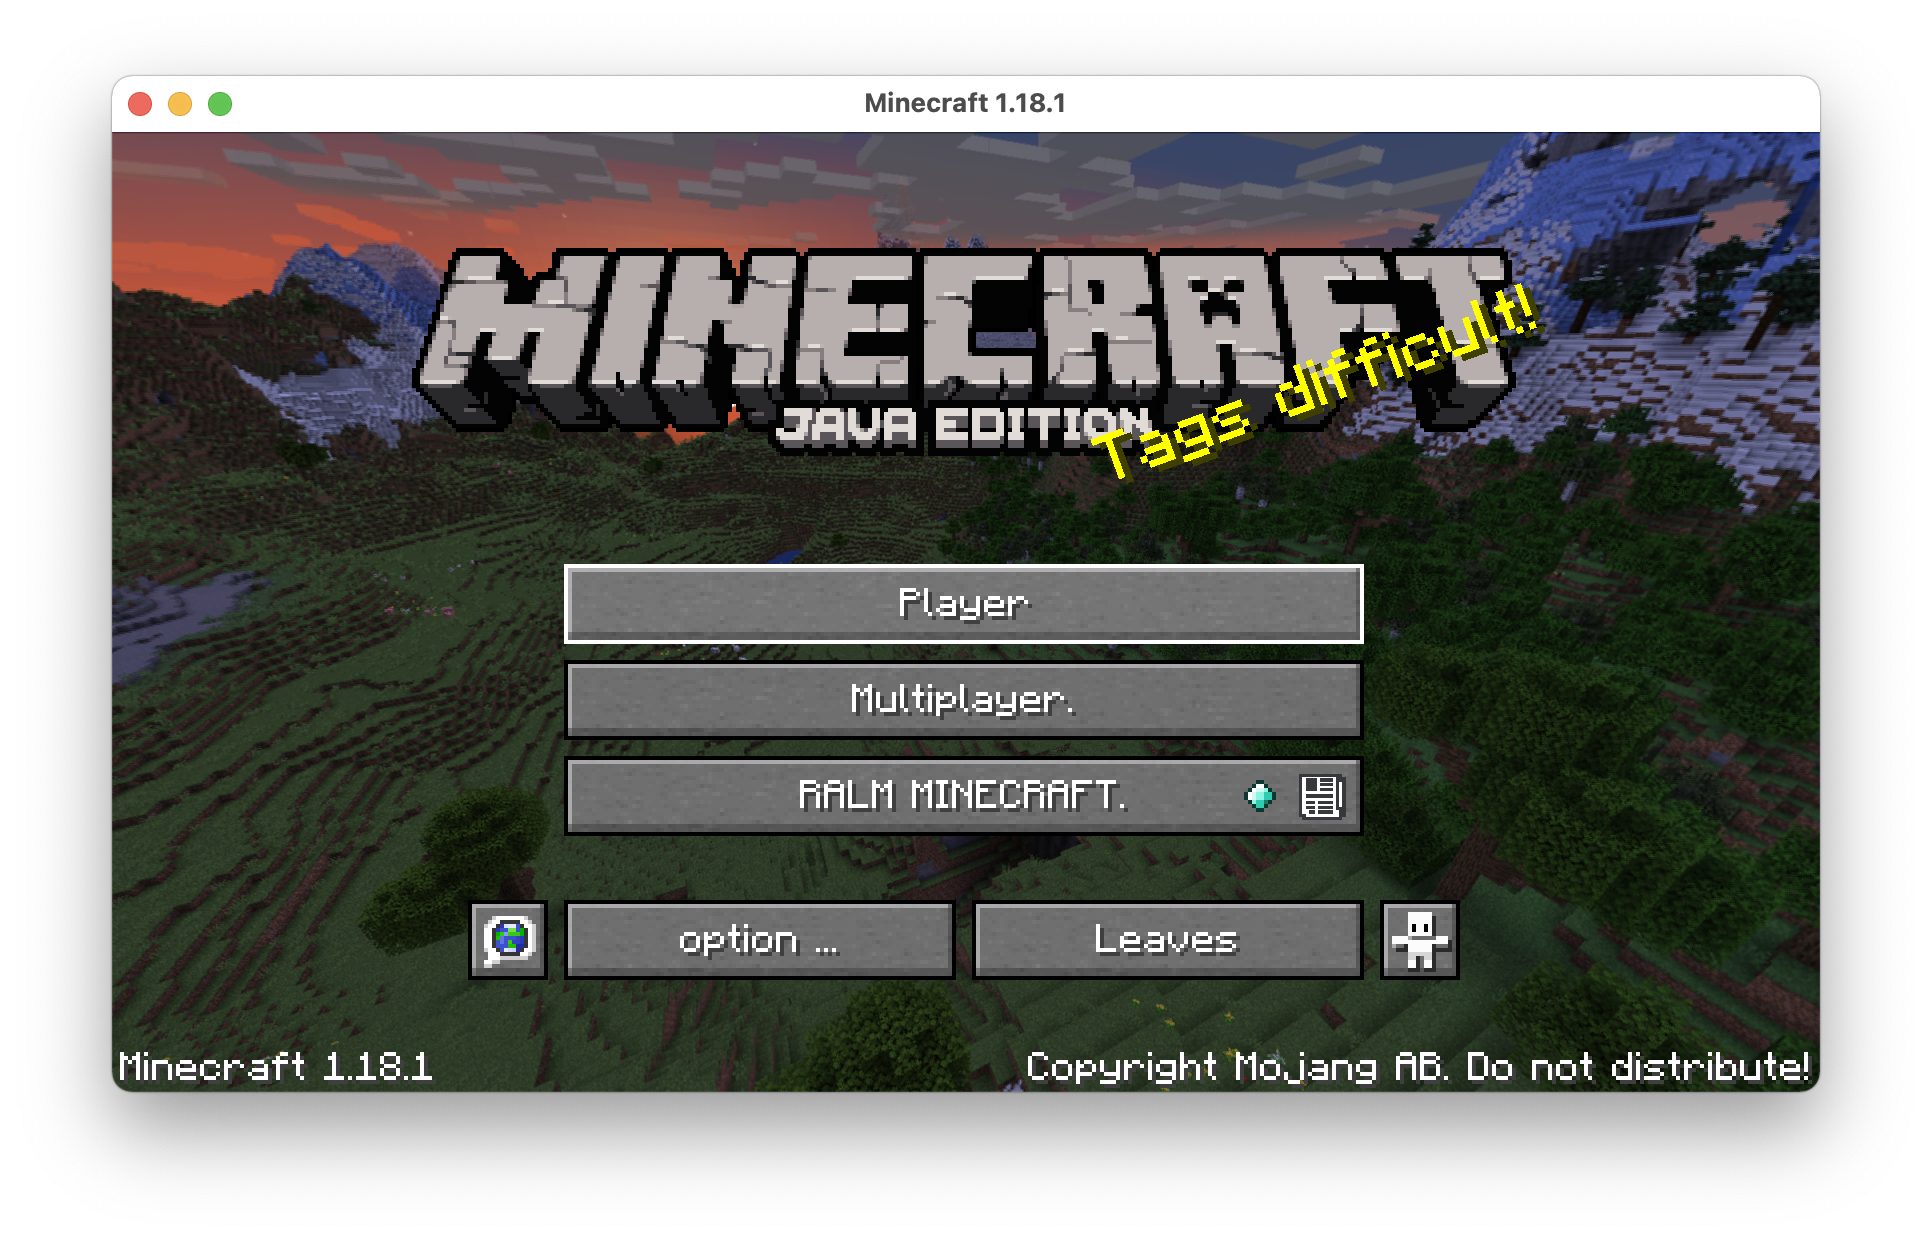 Minecraft 1.18.1
MINECRAFT
JAVA EDITION
Tags difficult!
Player
Multiplayer.
RALM MINECRAFT.
option ...
Leaves
Minecraft 1.18.1
Copyright Mojang AB. Do not distribute!